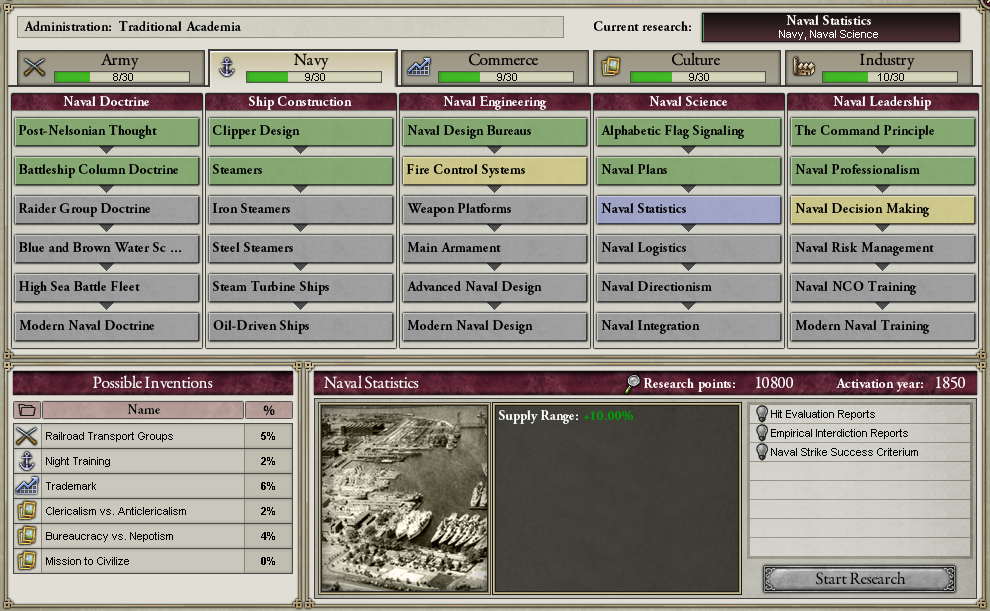 Administration: Traditional Academia
Current research:
Naval Statistics
Navy, Naval Science
Army
8/30
Navy
9/30
Commerce
9/30
Culture
9/30
Industry
10/30
Naval Doctrine
Ship Construction
Naval Engineering
Naval Science
Naval Leadership
Post-Nelsonian Thought
Clipper Design
Naval Design Bureaus
Alphabetic Flag Signaling
The Command Principle
Battleship Column Doctrine
Steamers
Fire Control Systems
Naval Plans
Naval Professionalism
Raider Group Doctrine
Iron Steamers
Weapon Platforms
Naval Statistics
Naval Decision Making
Blue and Brown Water Sc ...
Steel Steamers
Main Armament
Naval Logistics
Naval Risk Management
High Sea Battle Fleet
Steam Turbine Ships
Advanced Naval Design
Naval Directionism
Naval NCO Training
Modern Naval Doctrine
Oil-Driven Ships
Modern Naval Design
Naval Integration
Modern Naval Training
Possible Inventions
Name %
Railroad Transport Groups 5%
Night Training 2%
Trademark 6%
Clericalism vs. Anticlericalism 2%
Bureaucracy vs. Nepotism 4%
Mission to Civilize 0%
Naval Statistics
Research points: 10800
Activation year: 1850
Supply Range: +10.00%
Hit Evaluation Reports
Empirical Interdiction Reports
Naval Strike Success Criterium
Start Research